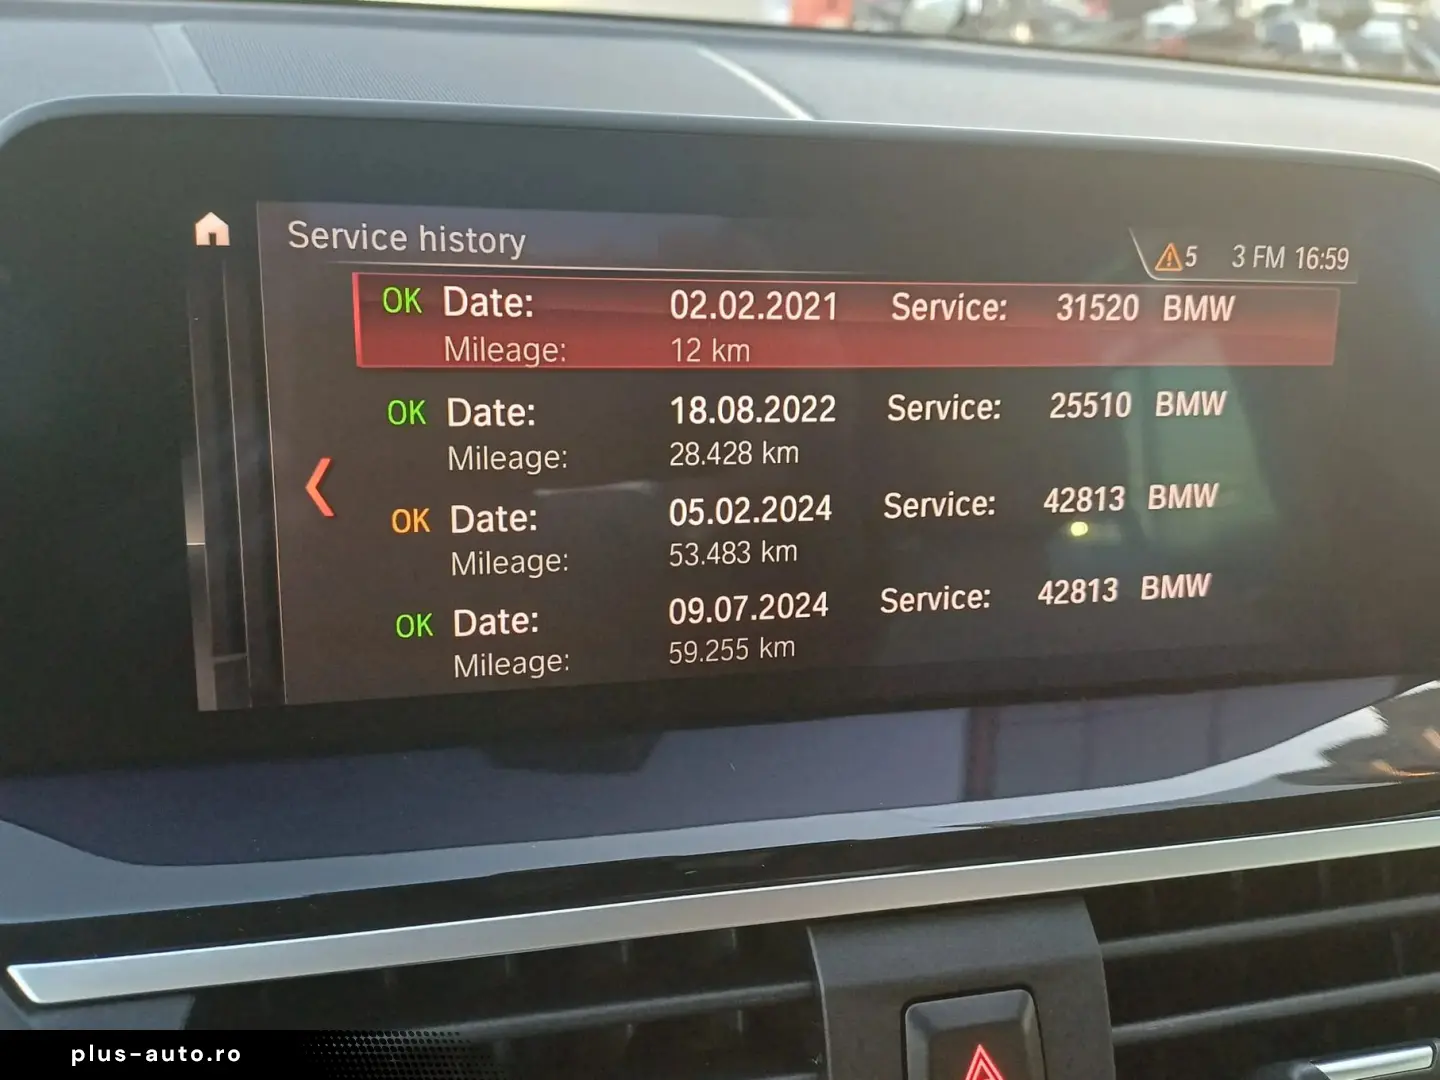 Service history
5 3 FM 16:59
OK Date: 02.02.2021 Service: 31520 BMW
Mileage: 12 km
OK Date: 18.08.2022 Service: 25510 BMW
Mileage: 28.428 km
OK Date: 05.02.2024 Service: 42813 BMW
Mileage: 53.483 km
OK Date: 09.07.2024 Service: 42813 BMW
Mileage: 59.255 km
plus-auto.ro